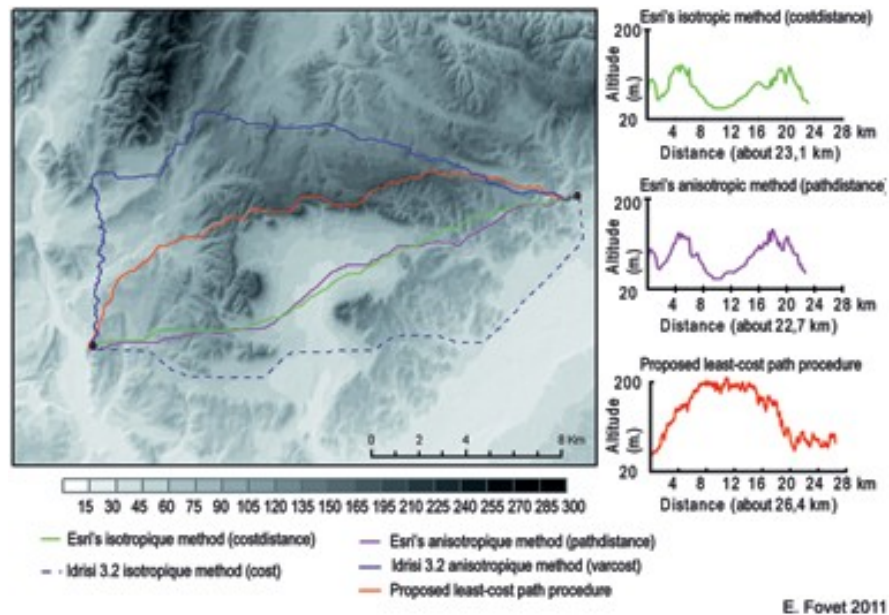 Esri's isotropic method (costdistance)
200
Altitude
(m.)
20
4 8 12 16 20 24 28 km
Distance (about 23,1 km)
Esri's anisotropic method (pathdistance)
200
Altitude
(m.)
20
4 8 12 16 20 24 28 km
Distance (about 22,7 km)
Proposed least-cost path procedure
200
Altitude
(m.)
20
4 8 12 16 20 24 28 km
Distance (about 26,4 km)
0 2 4 8 Km
15 30 45 60 75 90 105 120 135 150 165 195 210 225 240 255 270 285 300
Esri's isotropique method (costdistance)
Esri's anisotropique method (pathdistance)
Idrisi 3.2 isotropique method (cost)
Idrisi 3.2 anisotropique method (varcost)
Proposed least-cost path procedure
E. Fovet 2011